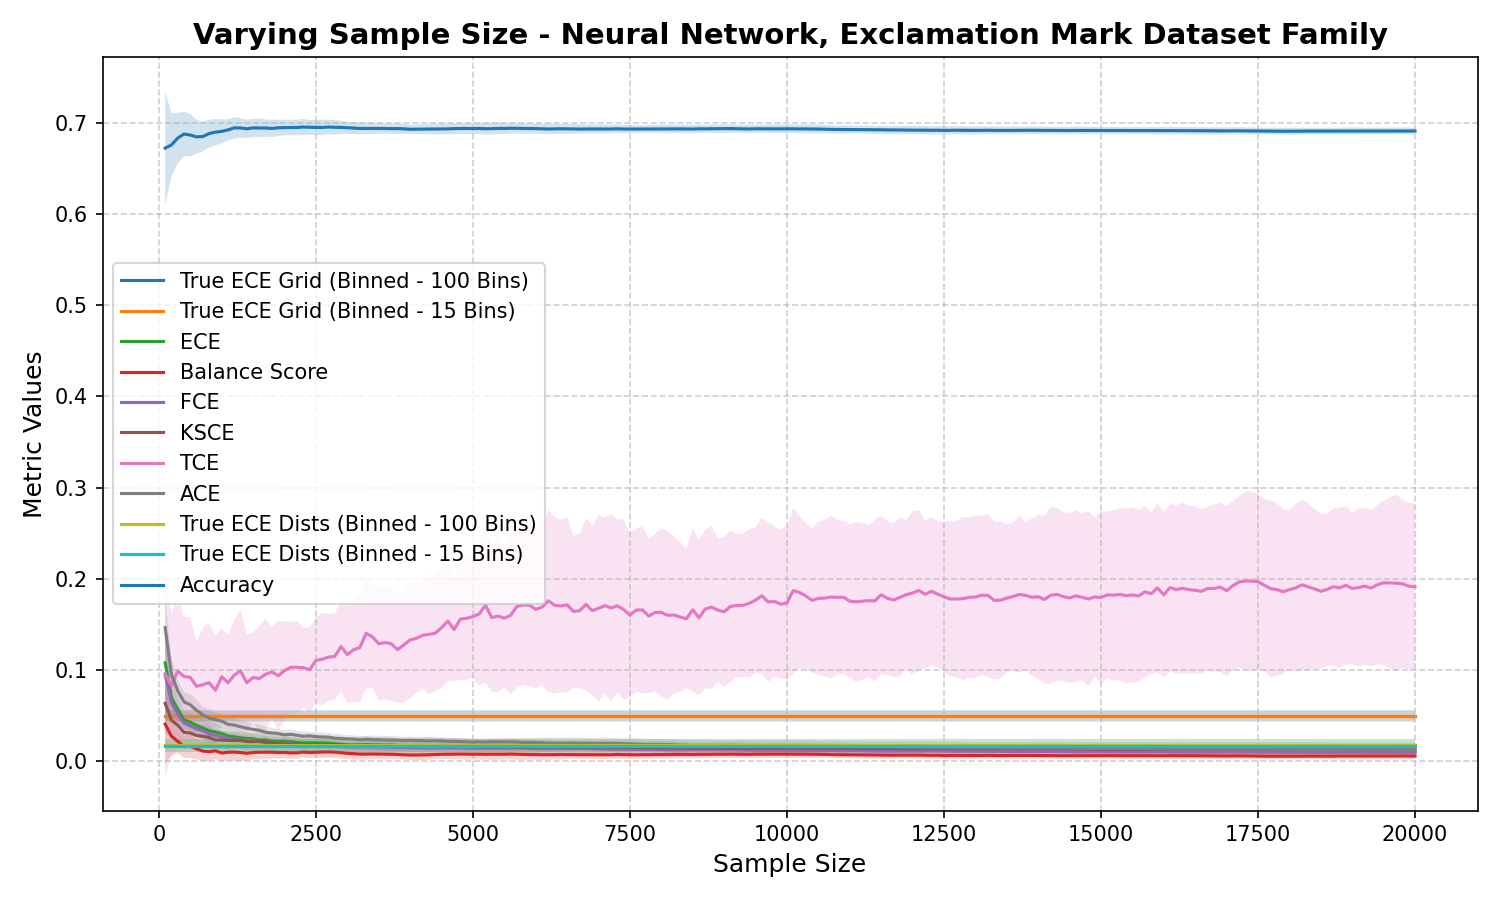 Varying Sample Size - Neural Network, Exclamation Mark Dataset Family
Metric Values
0.7
0.6
0.5
0.4
0.3
0.2
0.1
0.0
True ECE Grid (Binned - 100 Bins)
True ECE Grid (Binned - 15 Bins)
ECE
Balance Score
FCE
KSCE
TCE
ACE
True ECE Dists (Binned - 100 Bins)
True ECE Dists (Binned - 15 Bins)
Accuracy
0 2500 5000 7500 10000 12500 15000 17500 20000
Sample Size